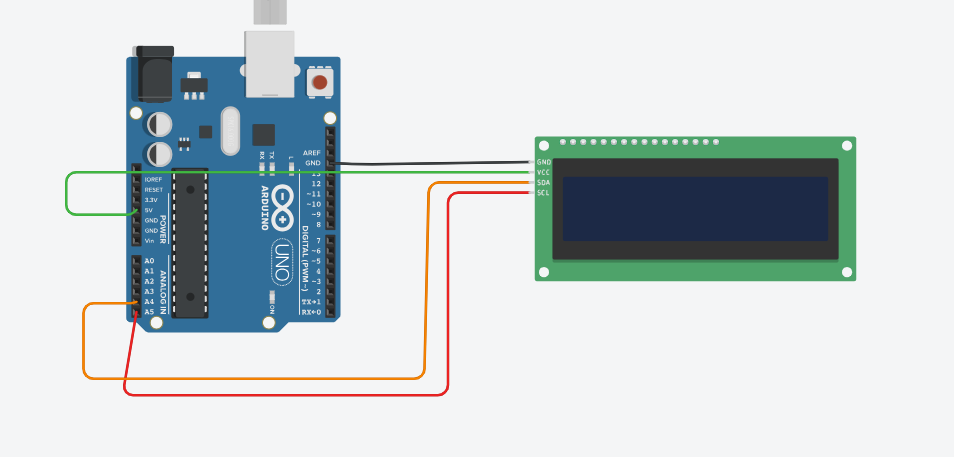 AREF
GND
13
12
~11
~10
~9
8
7
~6
~5
4
~3
2
TX→1
RX←0
DIGITAL (PWM~)
IOREF
RESET
3.3V
5V
GND
GND
Vin
POWER
A0
A1
A2
A3
A4
A5
ANALOG IN
RX
TX
L
ARDUINO
UNO
ON
GND
VCC
SDA
SCL